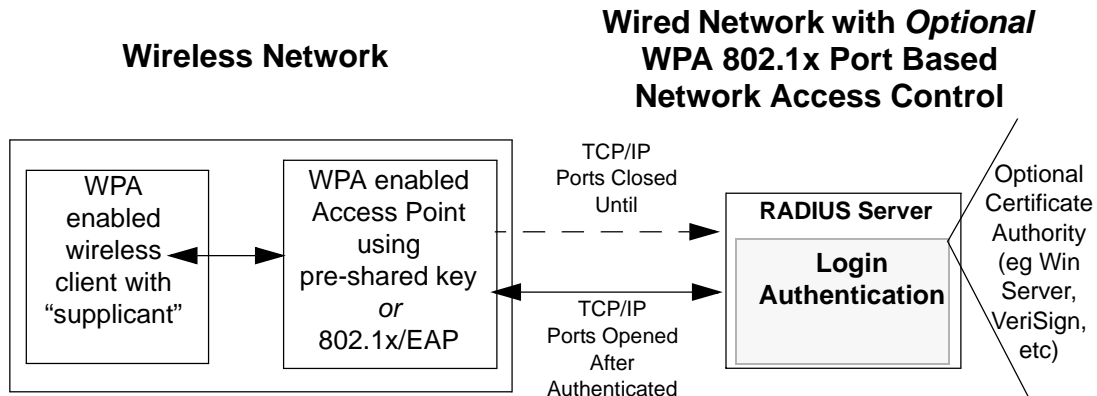 Wireless Network
Wired Network with Optional
WPA 802.1x Port Based
Network Access Control
WPA
enabled
wireless
client with
“supplicant”
WPA enabled
Access Point
using
pre-shared key
or
802.1x/EAP
TCP/IP
Ports Closed
Until
TCP/IP
Ports Opened
After
Authenticated
RADIUS Server
Login
Authentication
Optional
Certificate
Authority
(eg Win
Server,
VeriSign,
etc)